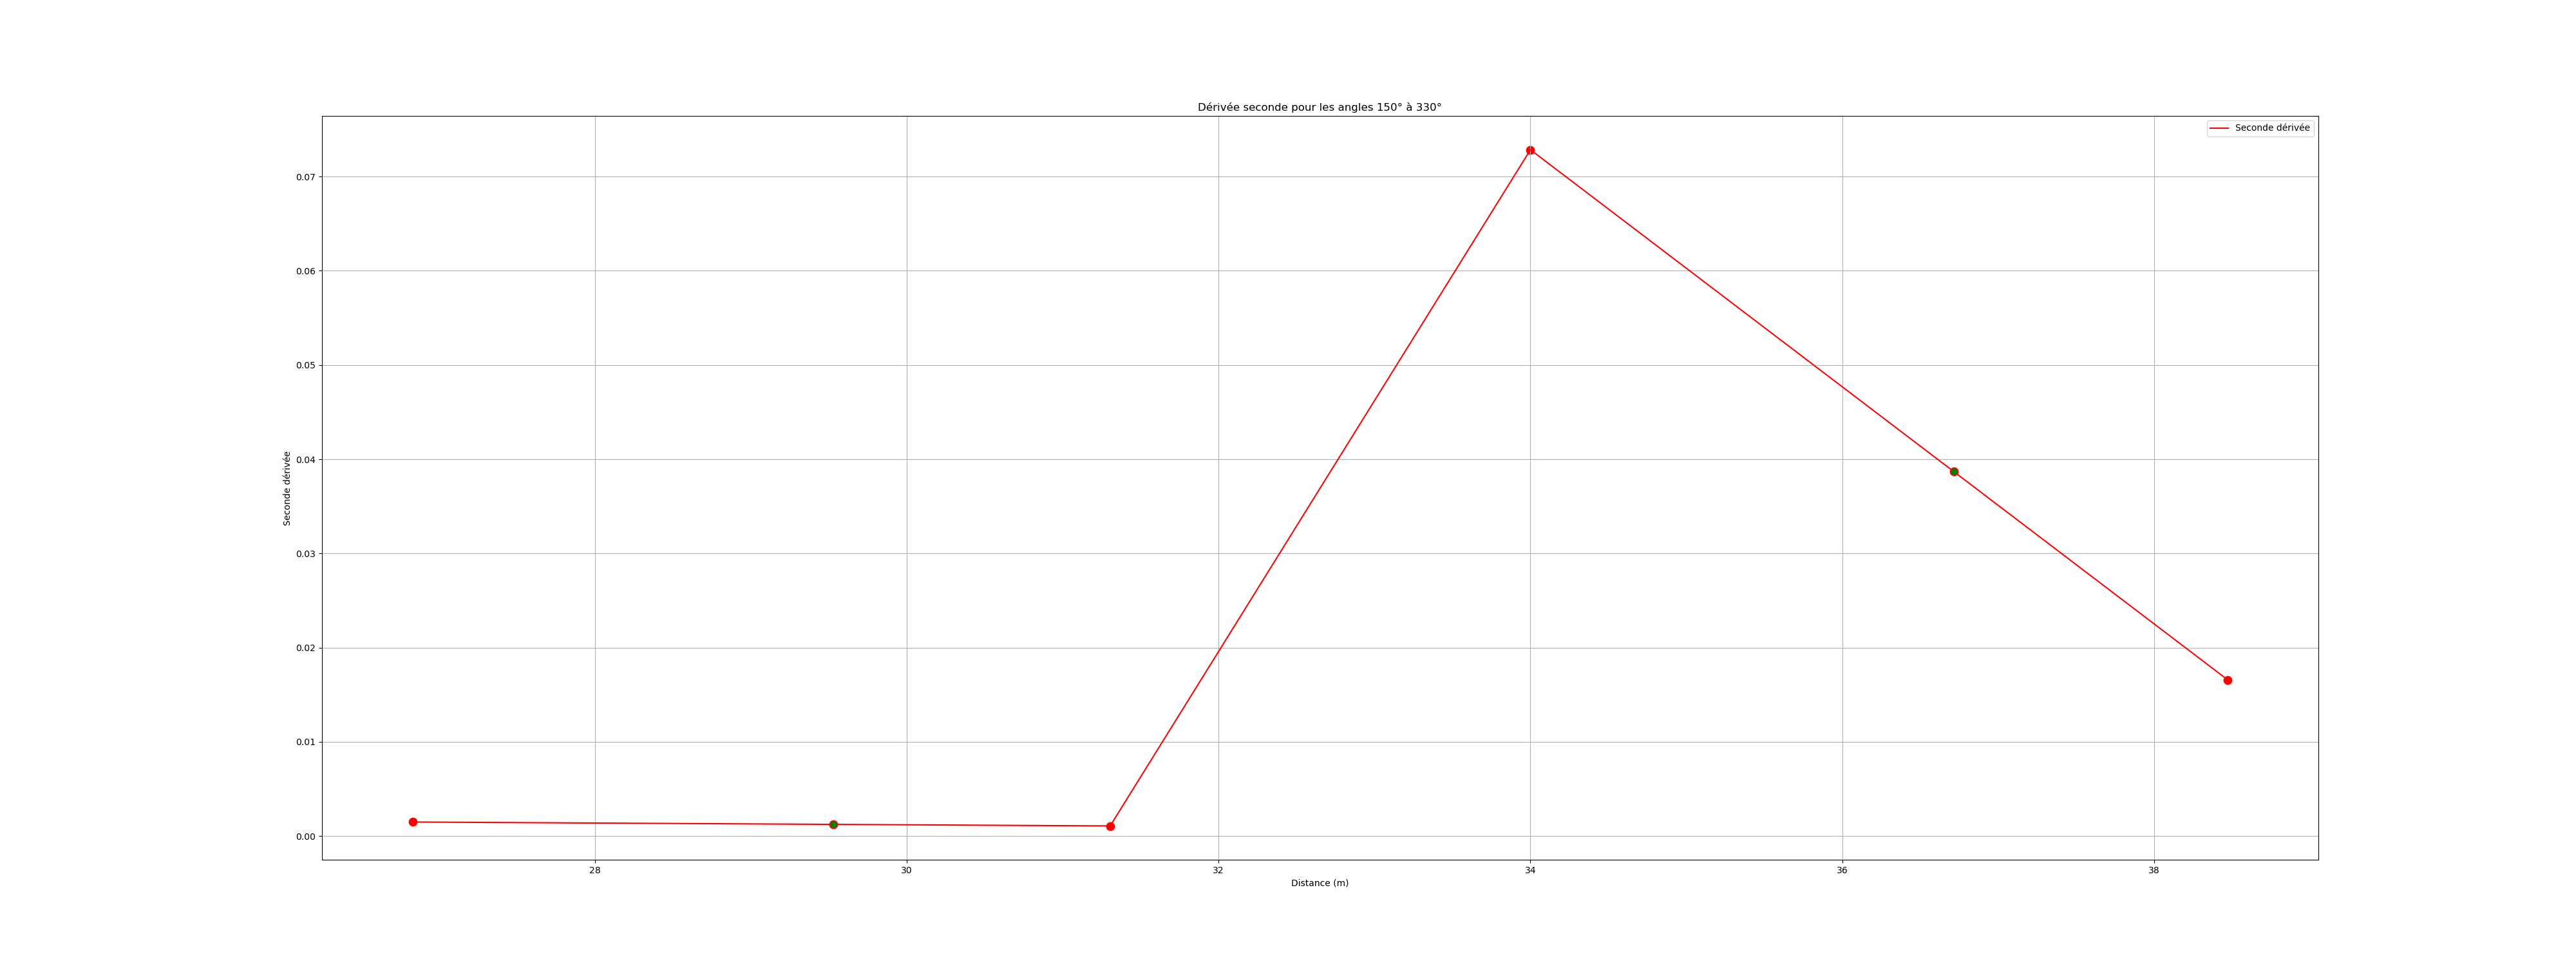 Dérivée seconde pour les angles 150° à 330°
Seconde dérivée
0.07
0.06
0.05
0.04
0.03
0.02
0.01
0.00
Seconde dérivée
28 30 32 34 36 38
Distance (m)